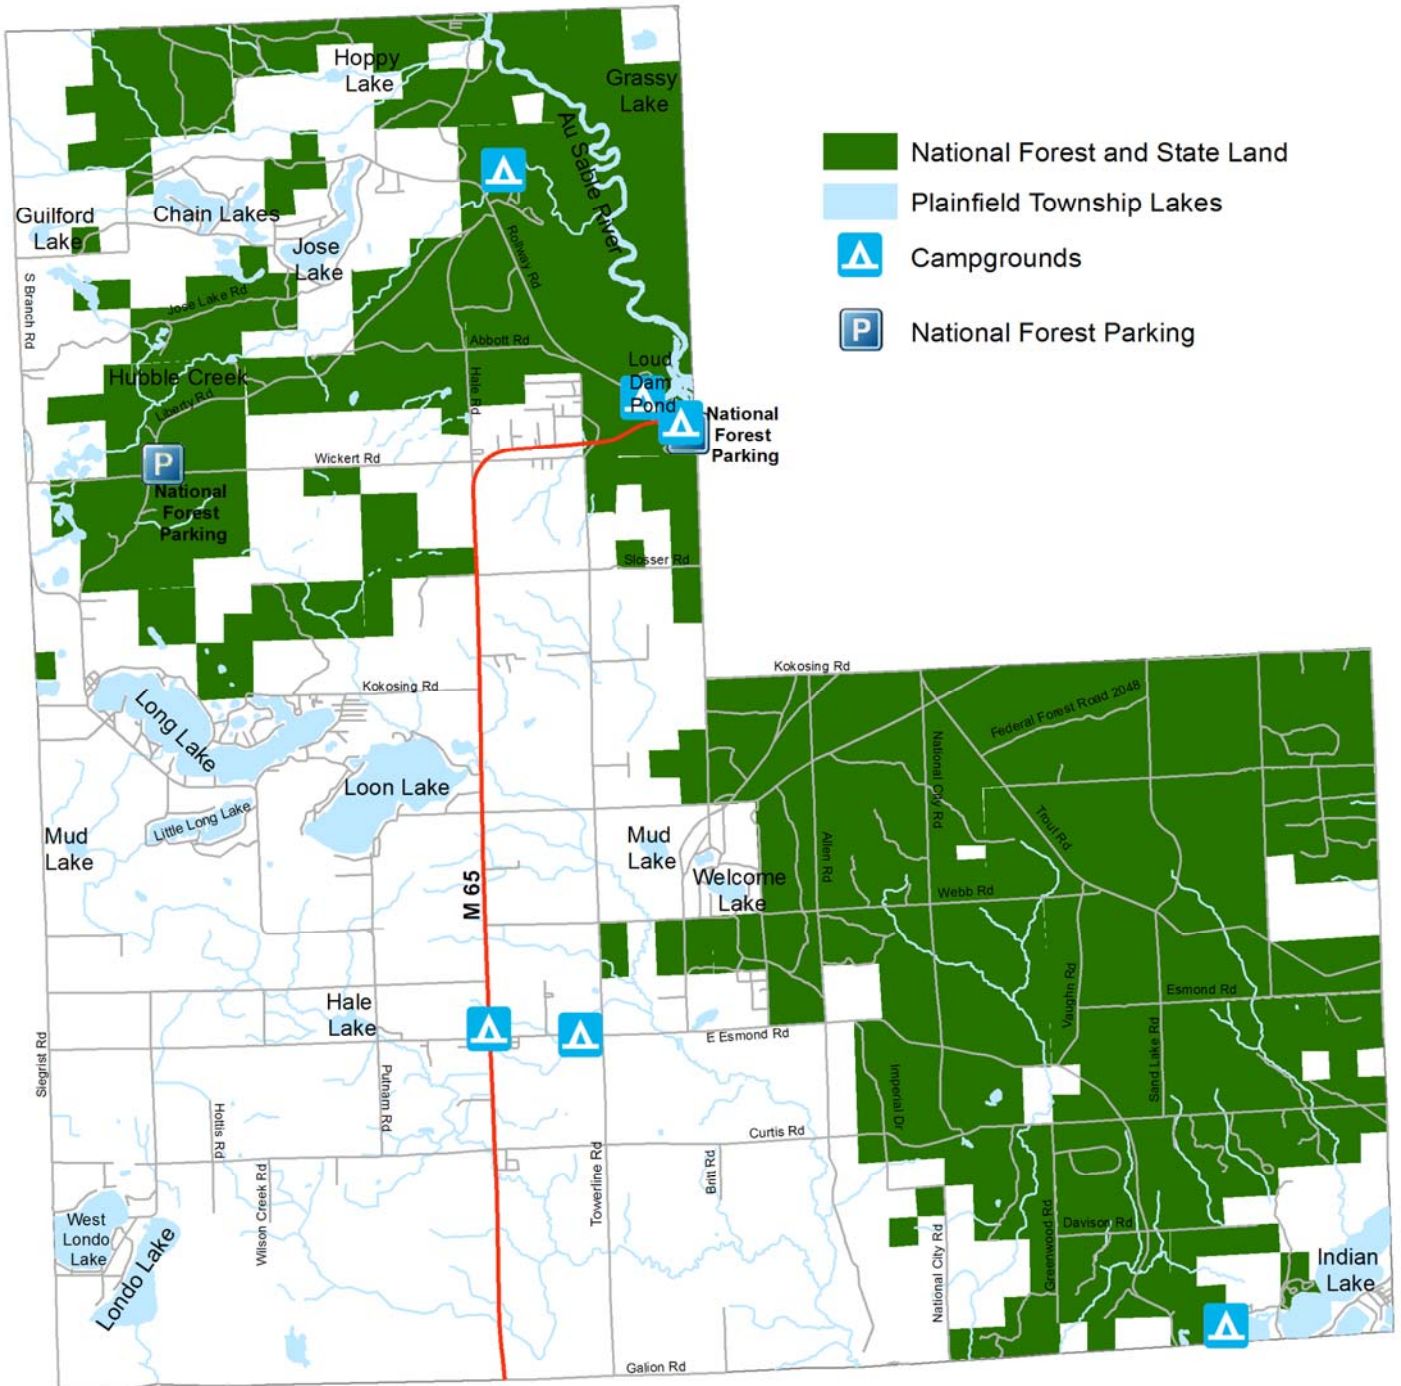 Hoppy
Lake
Grassy
Lake
Au Sable River
National Forest and State Land
Plainfield Township Lakes
Campgrounds
P
National Forest Parking
Guilford
Lake
Chain Lakes
Jose
Lake
Rollway Rd
S Branch Rd
Jose Lake Rd
Abbott Rd
Loud
Dam
Pond
Hubble Creek
Liberty Rd
Hale Rd
National
Forest
Parking
Wickert Rd
P
National
Forest
Parking
Slosser Rd
Kokosing Rd
Kokosing Rd
Long Lake
Federal Forest Road 2048
National City Rd
Loon Lake
Little Long Lake
Trout Rd
Mud
Lake
Mud
Lake
Allen Rd
Welcome
Lake
M 65
Webb Rd
Vaughn Rd
Esmond Rd
Hale
Lake
E Esmond Rd
Siegrist Rd
Putnam Rd
Imperial Dr
Sand Lake Rd
Hottis Rd
Curtis Rd
Wilson Creek Rd
Towerline Rd
Britt Rd
West
Londo
Lake
Londo Lake
Greenwood Rd
Davison Rd
National City Rd
Indian
Lake
Galion Rd